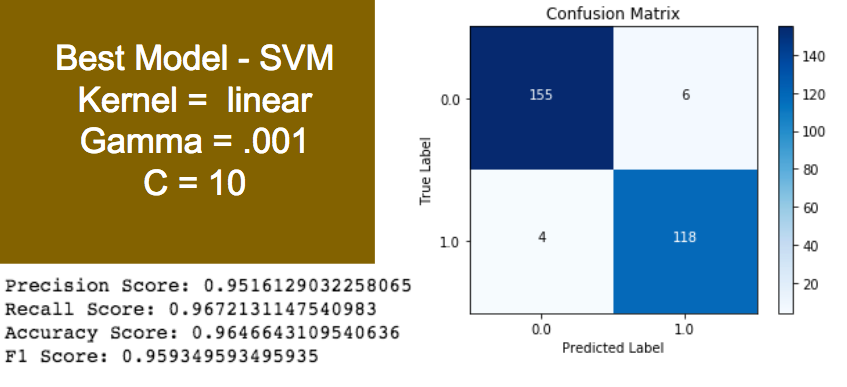 Best Model - SVM
Kernel = linear
Gamma = .001
C = 10
Precision Score: 0.9516129032258065
Recall Score: 0.9672131147540983
Accuracy Score: 0.9646643109540636
F1 Score: 0.959349593495935
Confusion Matrix
True Label
0.0
155
6
1.0
4
118
0.0
1.0
Predicted Label
140
120
100
80
60
40
20